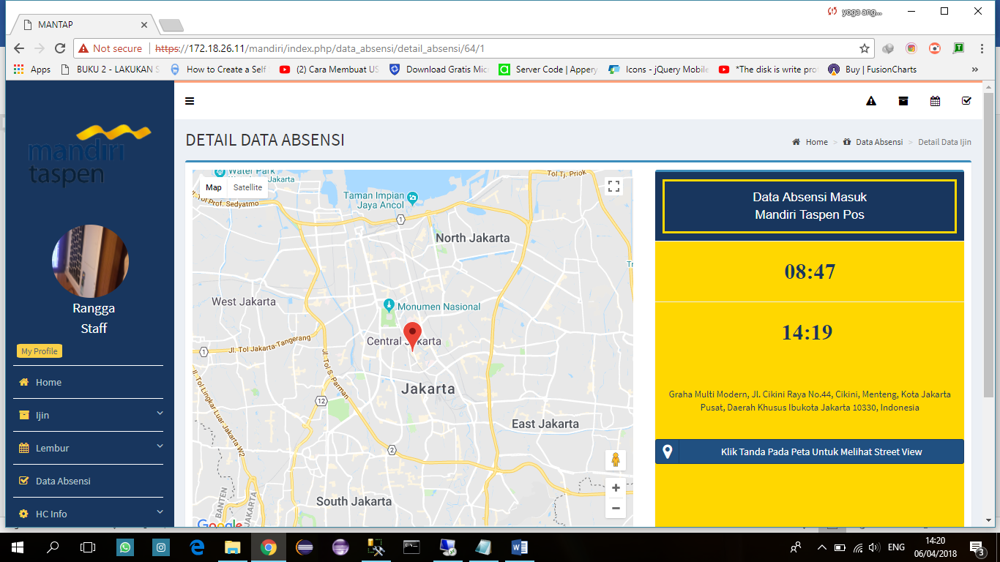 yoga ang...
MANTAP
Not secure https://172.18.26.11/mandiri/index.php/data_absensi/detail_absensi/64/1
Apps BUKU 2 - LAKUKAN S How to Create a Self (2) Cara Membuat US Download Gratis Micr Server Code | Appery Icons - jQuery Mobile *The disk is write pro Buy | FusionCharts »
mandiri
taspen
Rangga
Staff
My Profile
Home
Ijin
Lembur
Data Absensi
HC Info
DETAIL DATA ABSENSI
Home > Data Absensi > Detail Data Ijin
Map Satellite
Water Park
Jakarta
Jl. Tol Prof. Sedyatmo
Taman Impian
Jaya Ancol
Tol Tj. Priok
1
North Jakarta
West Jakarta
Monumen Nasional
Central Jakarta
1
Jl. Tol Jakarta-Tangerang
Jl. Tol S. Parman
Jl. Tol Lingkar Luar Jakarta W2
Jakarta
12
East Jakarta
2
South Jakarta
BANTEN
JAKARTA
Google
Data Absensi Masuk
Mandiri Taspen Pos
08:47
14:19
Graha Multi Modern, Jl. Cikini Raya No.44, Cikini, Menteng, Kota Jakarta
Pusat, Daerah Khusus Ibukota Jakarta 10330, Indonesia
Klik Tanda Pada Peta Untuk Melihat Street View
ENG
14:20
06/04/2018
3